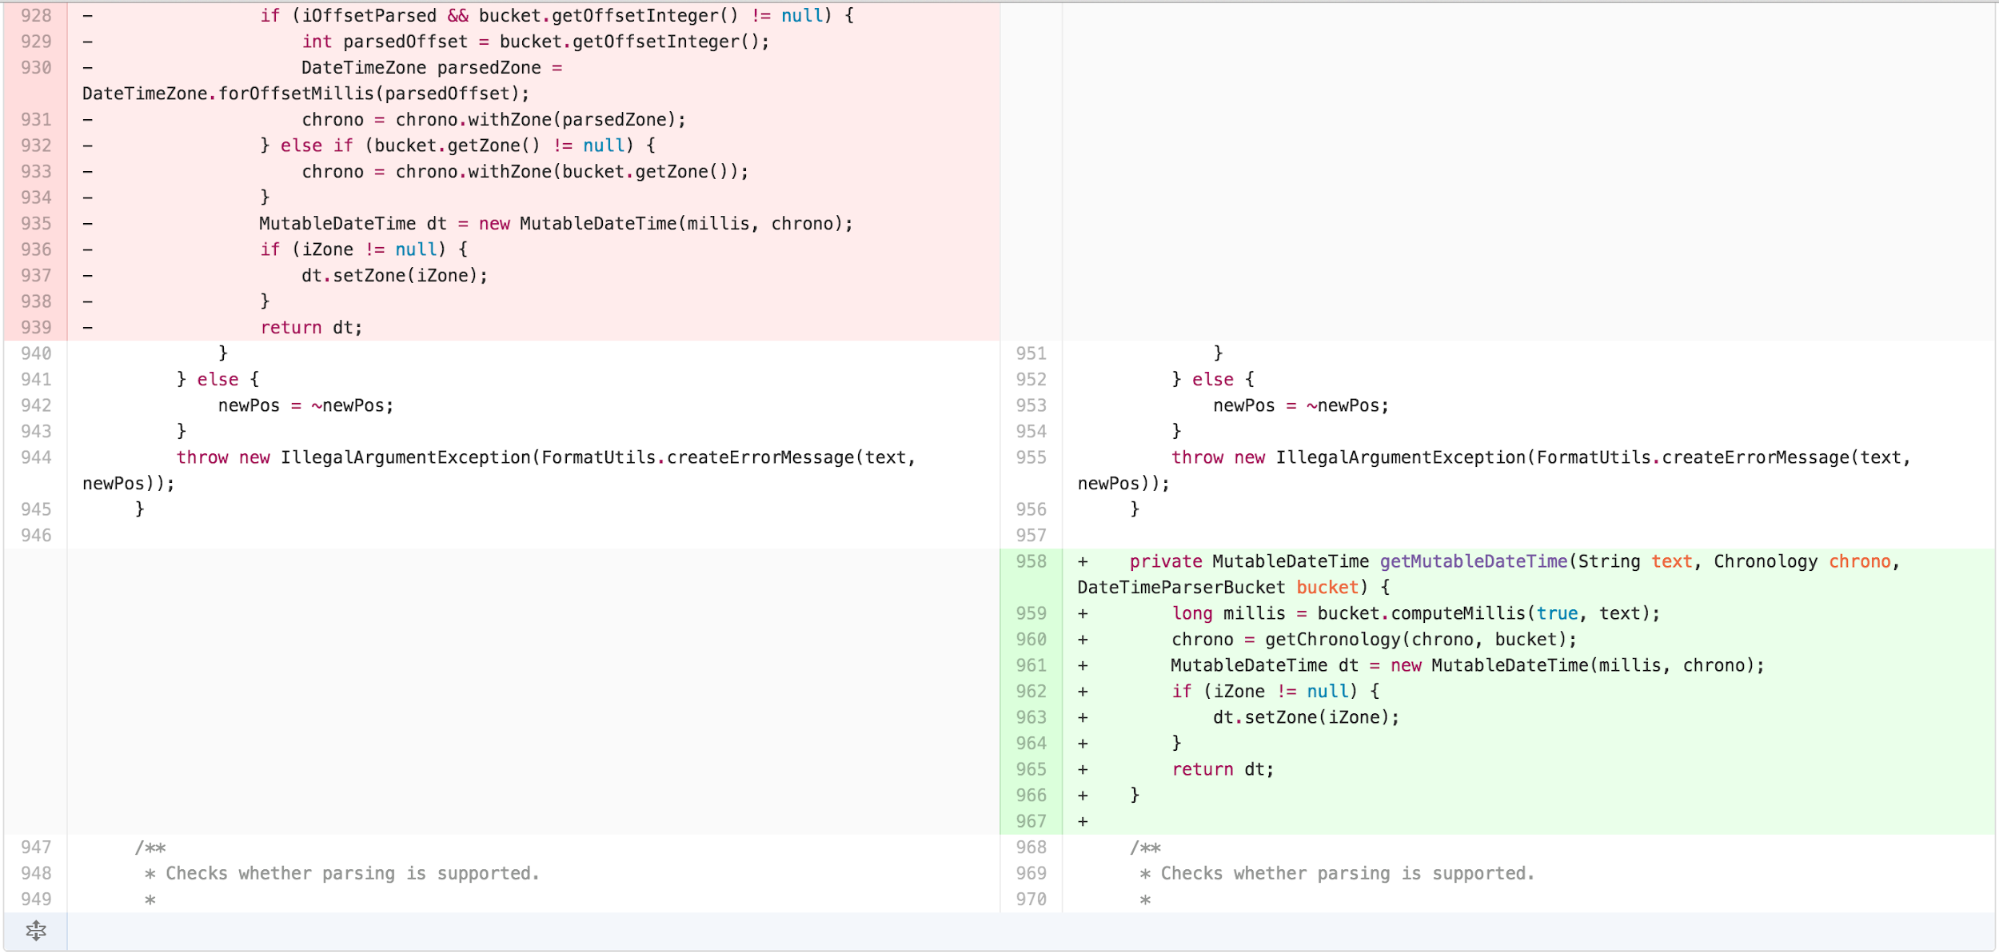 928 -                 if (iOffsetParsed && bucket.getOffsetInteger() != null) {
929 -                     int parsedOffset = bucket.getOffsetInteger();
930 -                     DateTimeZone parsedZone =
DateTimeZone.forOffsetMillis(parsedOffset);
931 -                     chrono = chrono.withZone(parsedZone);
932 -                 } else if (bucket.getZone() != null) {
933 -                     chrono = chrono.withZone(bucket.getZone());
934 -                 }
935 -                 MutableDateTime dt = new MutableDateTime(millis, chrono);
936 -                 if (iZone != null) {
937 -                     dt.setZone(iZone);
938 -                 }
939 -                 return dt;
940             }
941         } else {
942             newPos = ~newPos;
943         }
944         throw new IllegalArgumentException(FormatUtils.createErrorMessage(text,
newPos));
945     }
946
947     /**
948      * Checks whether parsing is supported.
949      *
951             }
952         } else {
953             newPos = ~newPos;
954         }
955         throw new IllegalArgumentException(FormatUtils.createErrorMessage(text,
newPos));
956     }
957
958 +    private MutableDateTime getMutableDateTime(String text, Chronology chrono,
DateTimeParserBucket bucket) {
959 +        long millis = bucket.computeMillis(true, text);
960 +        chrono = getChronology(chrono, bucket);
961 +        MutableDateTime dt = new MutableDateTime(millis, chrono);
962 +        if (iZone != null) {
963 +            dt.setZone(iZone);
964 +        }
965 +        return dt;
966 +    }
967 +
968     /**
969      * Checks whether parsing is supported.
970      *